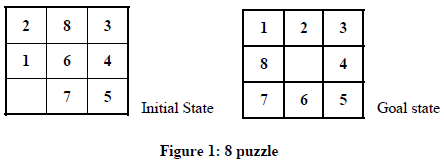 2 8 3
1 6 4
7 5
Initial State
1 2 3
8 4
7 6 5
Goal state
Figure 1: 8 puzzle